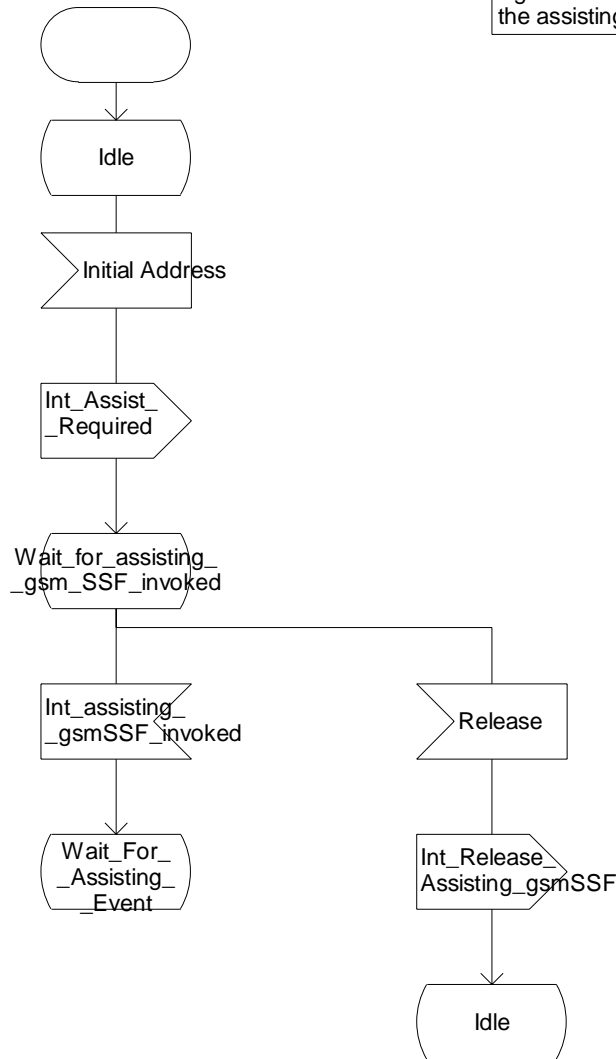 the assisting
Idle
Initial Address
Int_Assist_
_Required
Wait_for_assisting_
_gsm_SSF_invoked
Int_assisting_
_gsmSSF_invoked
Release
Wait_For_
_Assisting_
_Event
Int_Release_
Assisting_gsmSSF
Idle